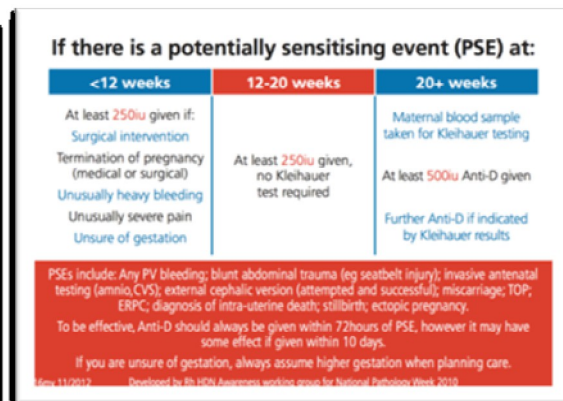 If there is a potentially sensitising event (PSE) at:
<12 weeks
12-20 weeks
20+ weeks
At least 250iu given if:
Surgical intervention
Termination of pregnancy
(medical or surgical)
Unusually heavy bleeding
Unusually severe pain
Unsure of gestation
At least 250iu given,
no Kleihauer
test required
Maternal blood sample
taken for Kleihauer testing
At least 500iu Anti-D given
Further Anti-D if indicated
by Kleihauer results
PSEs include: Any PV bleeding; blunt abdominal trauma (eg seatbelt injury); invasive antenatal
testing (amnio,CVS); external cephalic version (attempted and successful); miscarriage; TOP;
ERPC; diagnosis of intra-uterine death; stillbirth; ectopic pregnancy.
To be effective, Anti-D should always be given within 72hours of PSE, however it may have
some effect if given within 10 days.
If you are unsure of gestation, always assume higher gestation when planning care.
11/2012 Developed by Rh HDN Awareness working group for National Pathology Week 2010